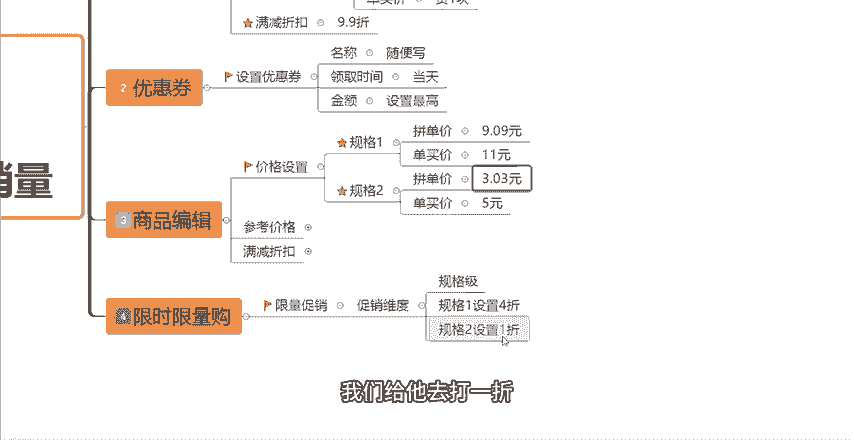 单买价
满减折扣 9.9折
2 优惠券
设置优惠券
名称 随便写
领取时间 当天
金额 设置最高
销量
3 商品编辑
价格设置
规格1
拼单价 9.09元
单买价 11元
规格2
拼单价 3.03元
单买价 5元
参考价格
满减折扣
4 限时限量购
限量促销 促销维度
规格级
规格1设置4折
规格2设置1折
我们给他去打一折